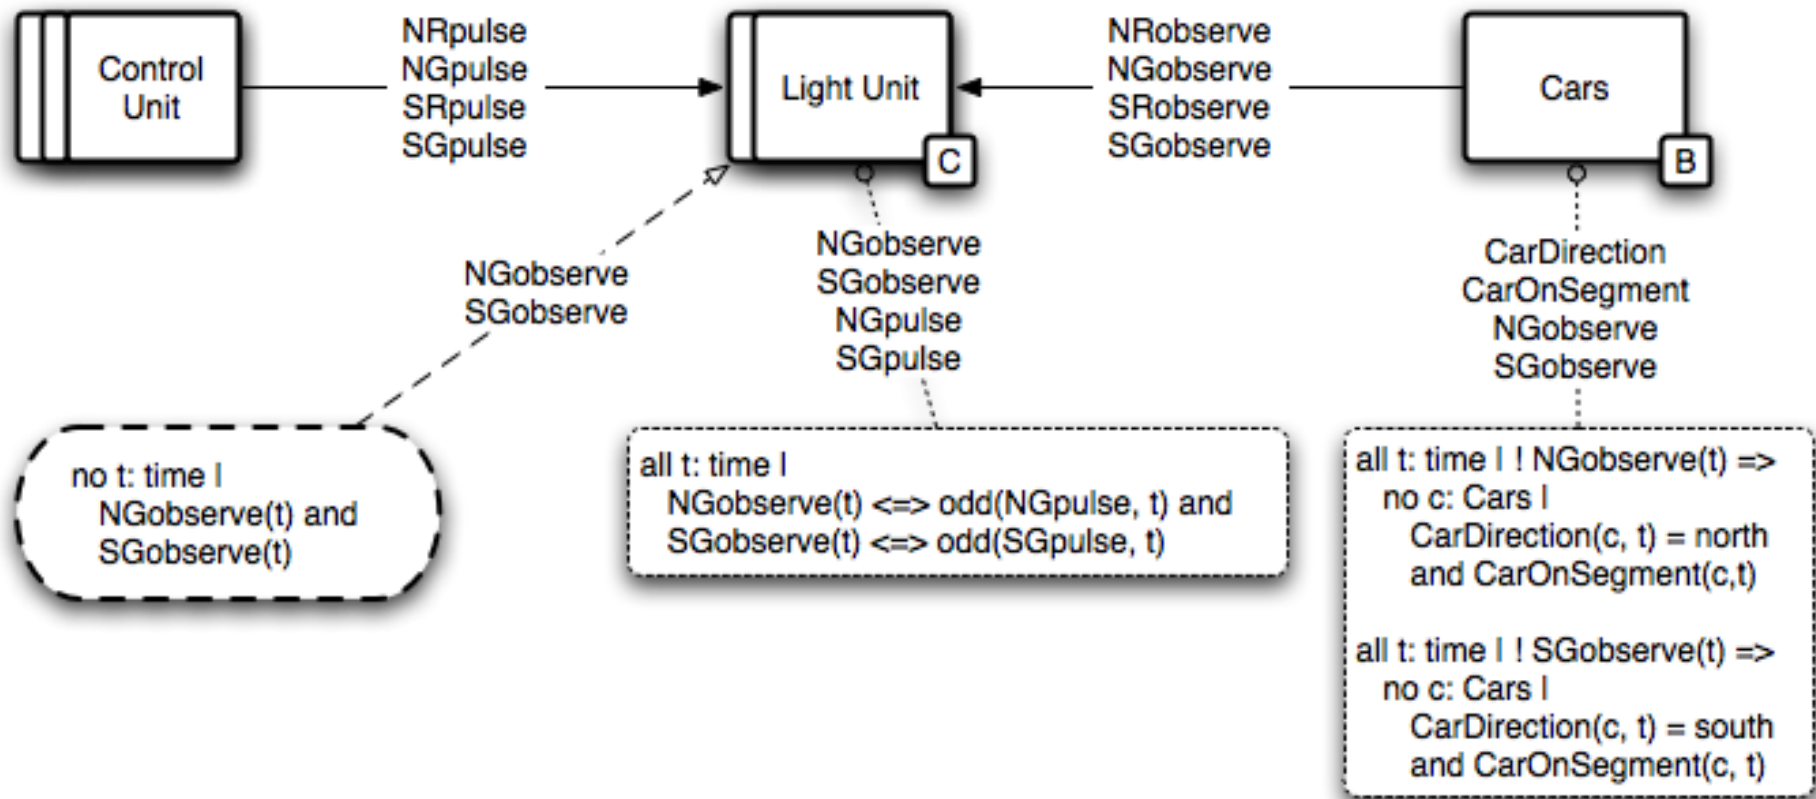 Control
Unit
NRpulse
NGpulse
SRpulse
SGpulse
Light Unit
C
NRobserve
NGobserve
SRobserve
SGobserve
Cars
B
NGobserve
SGobserve
NGobserve
SGobserve
NGpulse
SGpulse
CarDirection
CarOnSegment
NGobserve
SGobserve
no t: time |
NGobserve(t) and
SGobserve(t)
all t: time |
NGobserve(t) <=> odd(NGpulse, t) and
SGobserve(t) <=> odd(SGpulse, t)
all t: time | ! NGobserve(t) =>
no c: Cars |
CarDirection(c, t) = north
and CarOnSegment(c,t)
all t: time | ! SGobserve(t) =>
no c: Cars |
CarDirection(c, t) = south
and CarOnSegment(c, t)